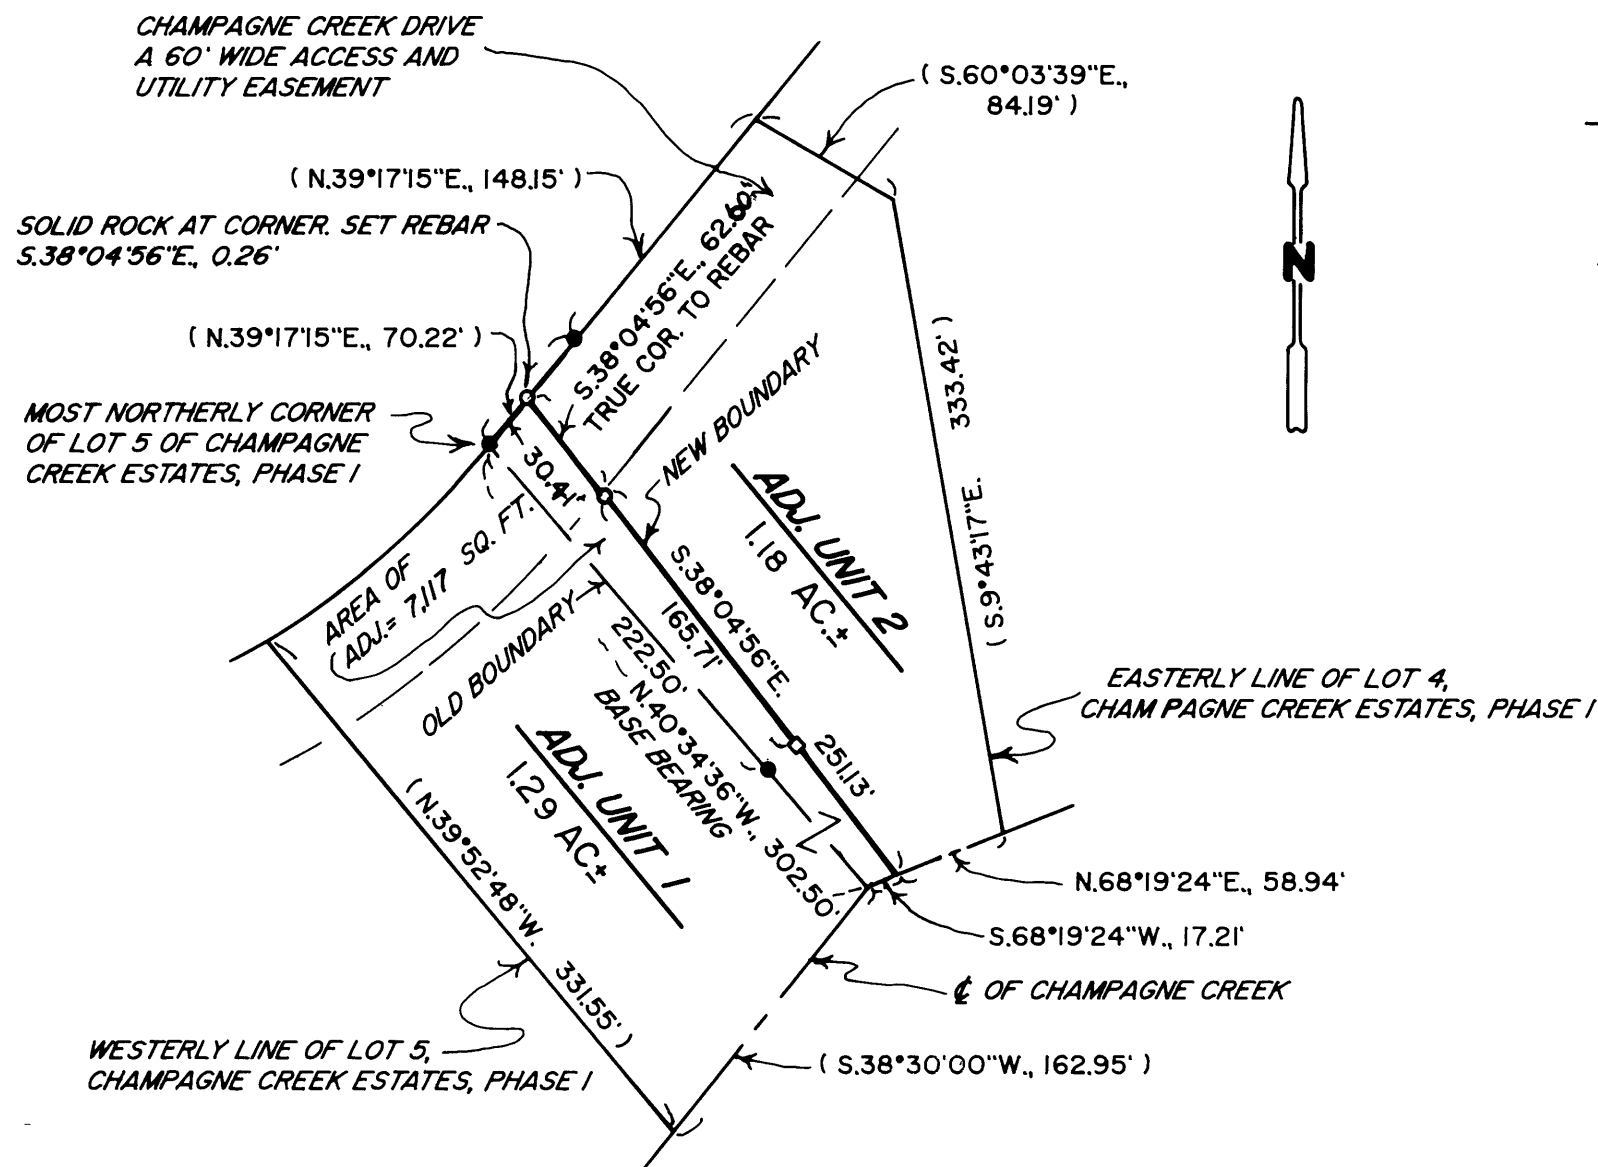 CHAMPAGNE CREEK DRIVE
A 60' WIDE ACCESS AND
UTILITY EASEMENT
( S.60°03'39"E.,
84.19' )
( N.39°17'15"E., 148.15' )
SOLID ROCK AT CORNER. SET REBAR
S.38°04'56"E., 0.26'
( N.39°17'15"E., 70.22' )
MOST NORTHERLY CORNER
OF LOT 5 OF CHAMPAGNE
CREEK ESTATES, PHASE I
S.38°04'56"E., 62.60'
TRUE COR. TO REBAR
N
30.41'
NEW BOUNDARY
ADJ. UNIT 2
1.18 AC.±
( S.9°43'17"E. 333.42' )
AREA OF
(ADJ.= 7,117 SQ. FT.
OLD BOUNDARY
S.38°04'56"E.
165.71'
222.50'
N.40°34'36"W., 302.50'
BASE BEARING
251.13'
EASTERLY LINE OF LOT 4,
CHAMPAGNE CREEK ESTATES, PHASE I
ADJ. UNIT 1
1.29 AC±
( N.39°52'48"W. 331.55' )
N.68°19'24"E., 58.94'
S.68°19'24"W., 17.21'
℄ OF CHAMPAGNE CREEK
WESTERLY LINE OF LOT 5,
CHAMPAGNE CREEK ESTATES, PHASE I
( S.38°30'00"W., 162.95' )